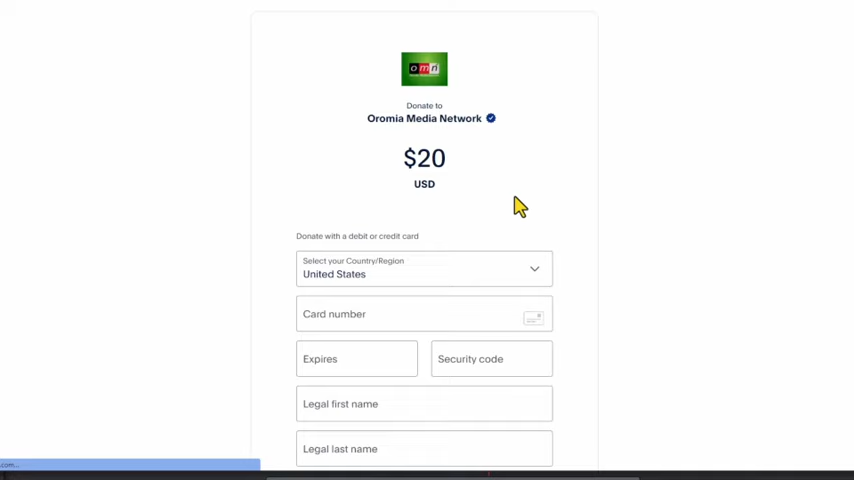 omn
Donate to
Oromia Media Network
$20
USD
Donate with a debit or credit card
Select your Country/Region
United States
Card number
Expires
Security code
Legal first name
Legal last name
.com...